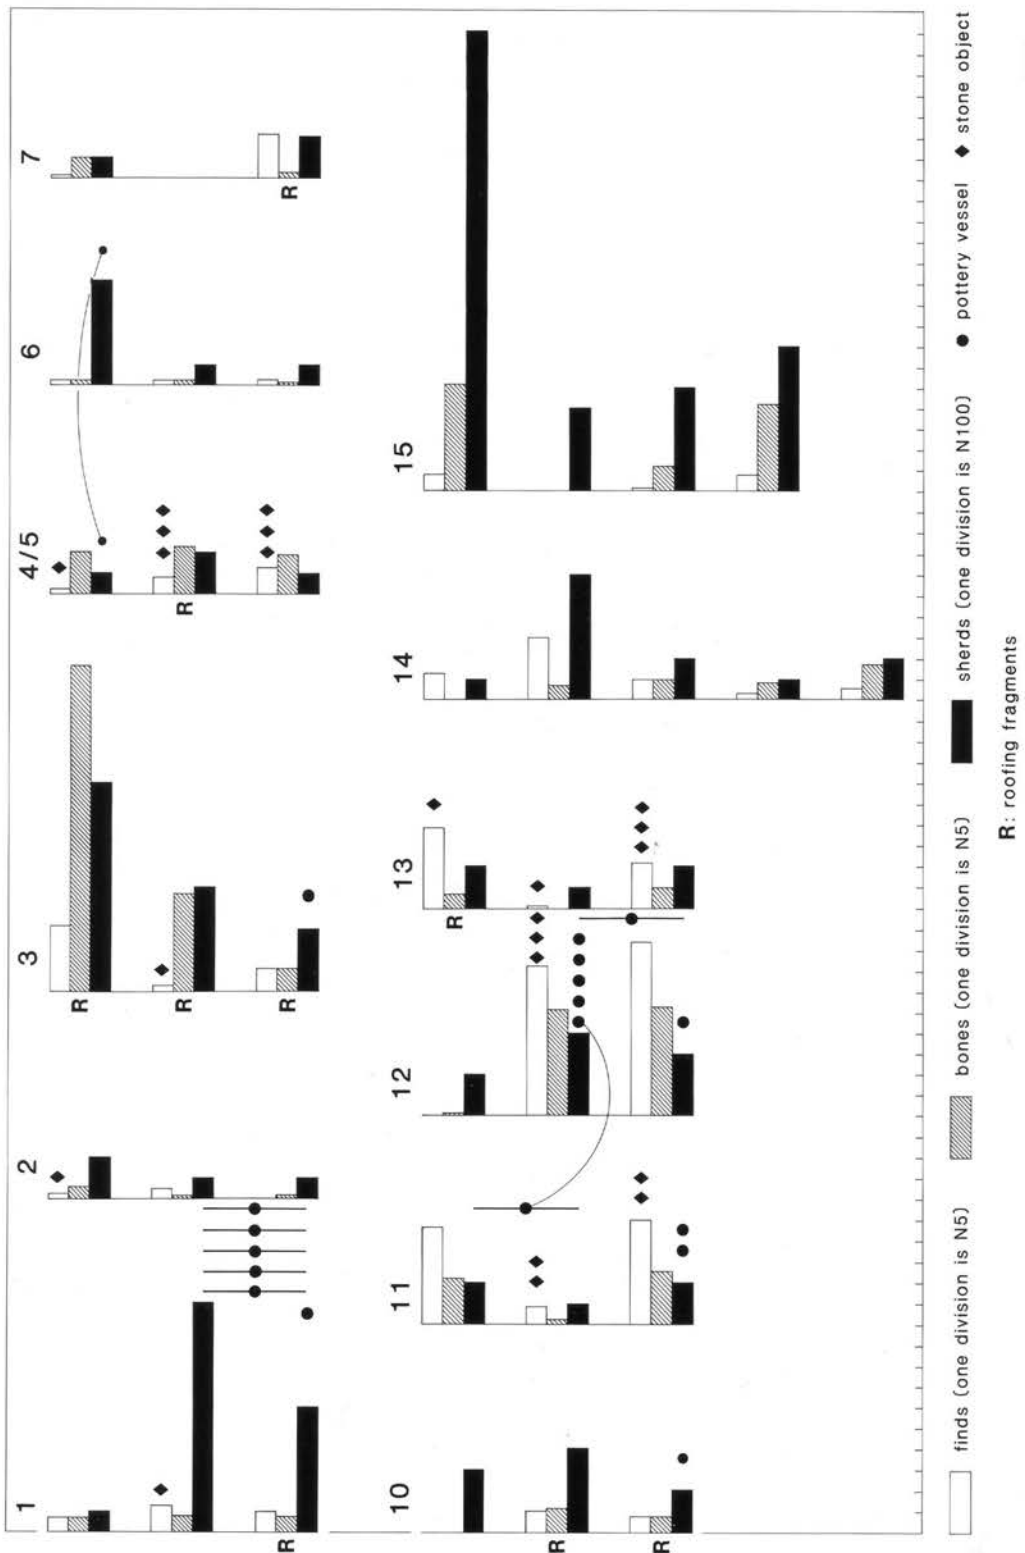 1 2 3 4/5 6 7
R
R R
R R R
10 11 12 13 14 15
R
R
R
finds (one division is N5) bones (one division is N5) sherds (one division is N100) pottery vessel stone object
R: roofing fragments